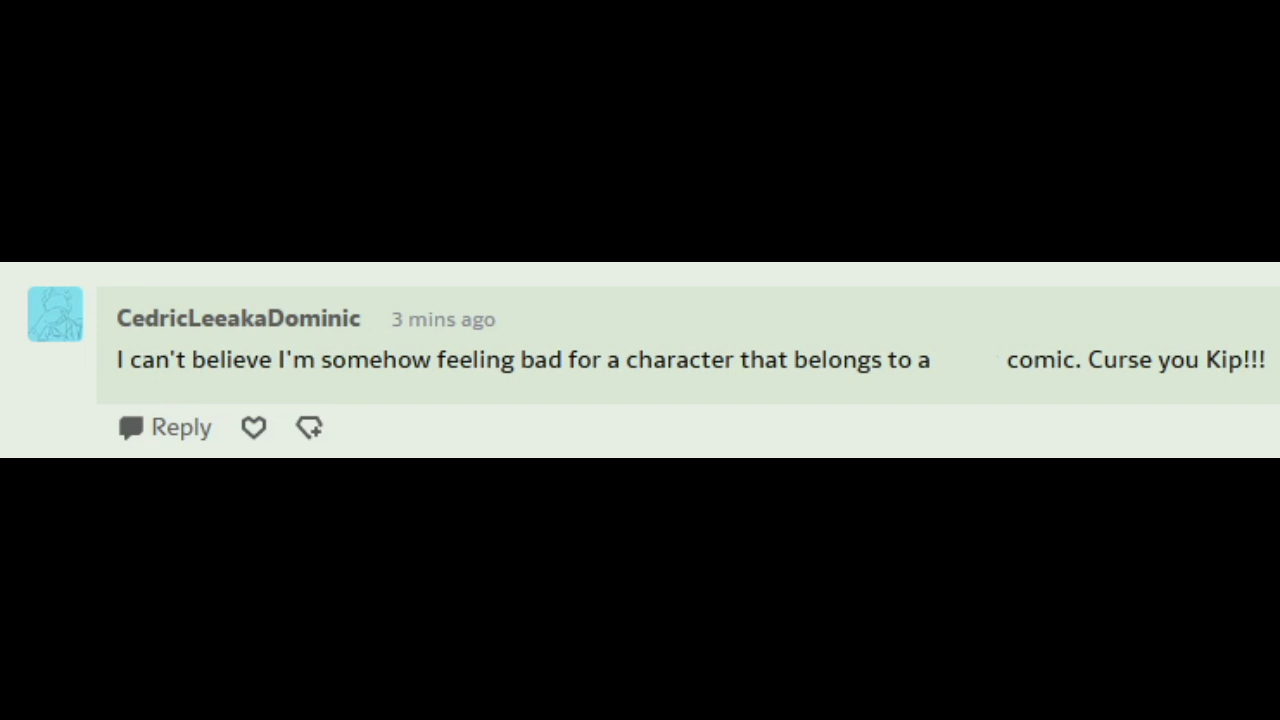 CedricLeeakaDominic 3 mins ago
I can't believe I'm somehow feeling bad for a character that belongs to a comic. Curse you Kip!!!
Reply